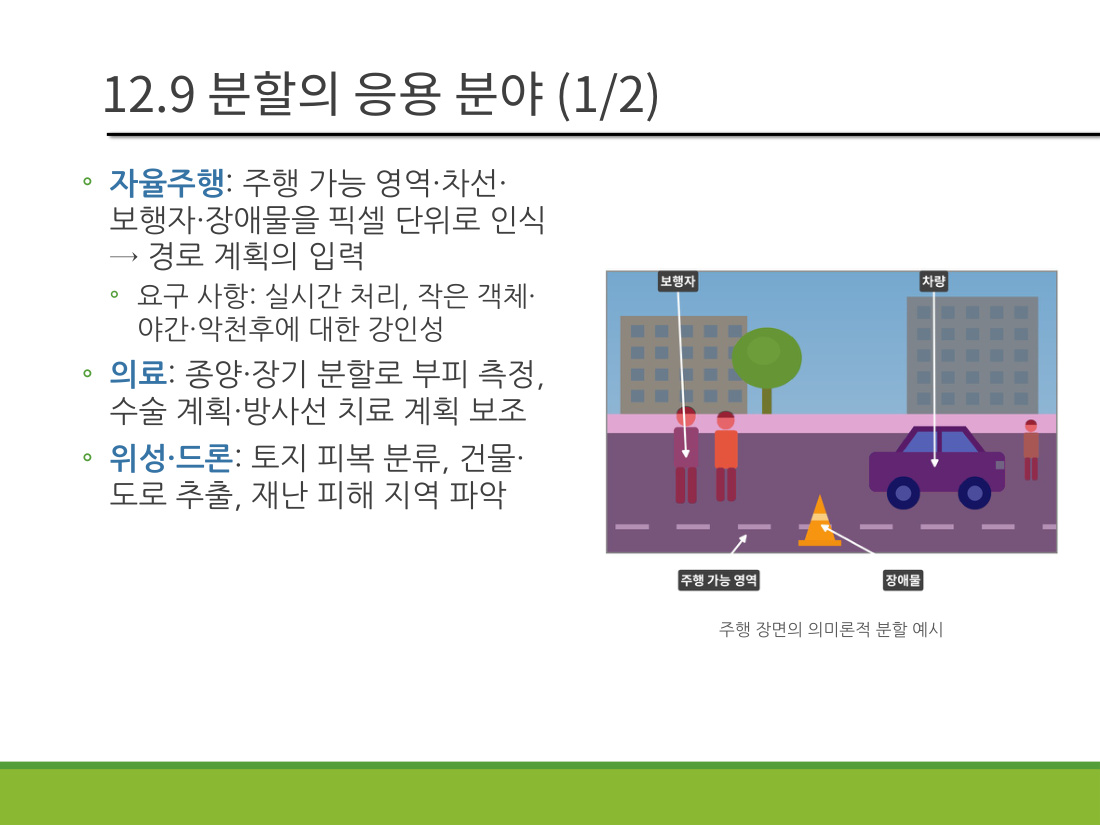 12.9 분할의 응용 분야 (1/2)
자율주행: 주행 가능 영역·차선·
보행자·장애물을 픽셀 단위로 인식
→ 경로 계획의 입력
요구 사항: 실시간 처리, 작은 객체·
야간·악천후에 대한 강인성
의료: 종양·장기 분할로 부피 측정,
수술 계획·방사선 치료 계획 보조
위성·드론: 토지 피복 분류, 건물·
도로 추출, 재난 피해 지역 파악
보행자
차량
주행 가능 영역
장애물
주행 장면의 의미론적 분할 예시